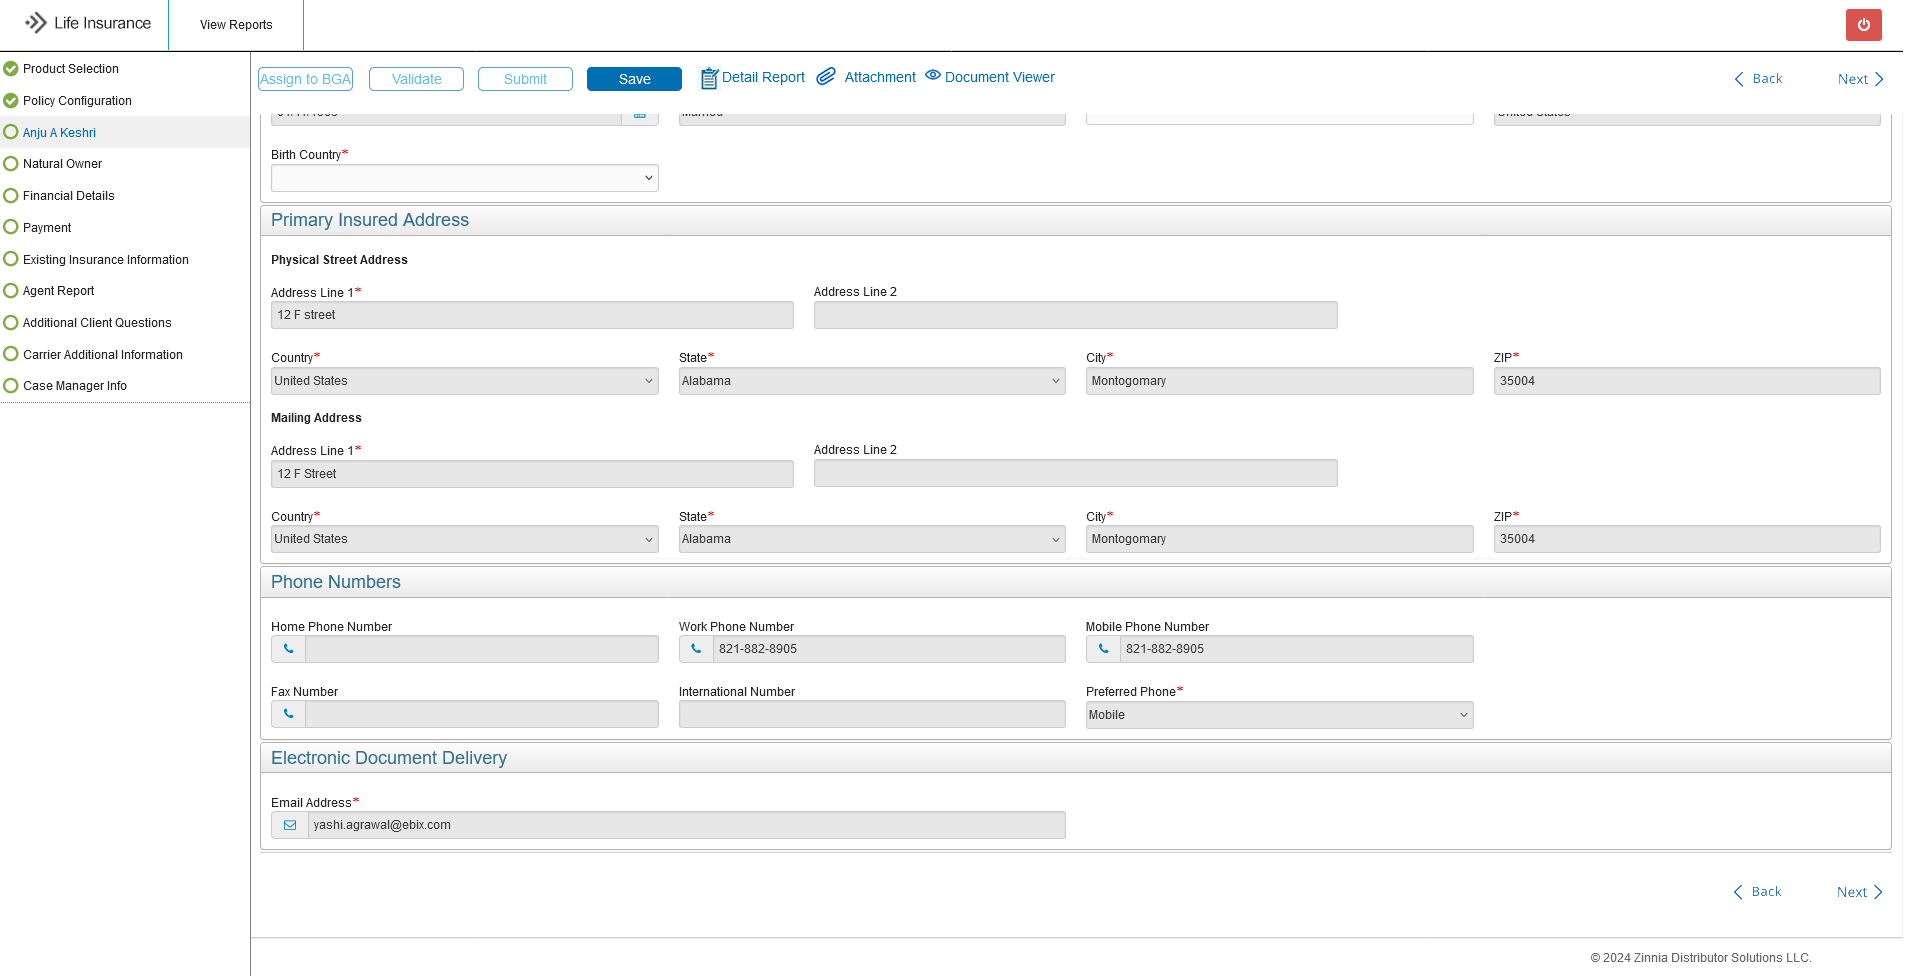 Life Insurance
View Reports
Product Selection
Policy Configuration
Anju A Keshri
Natural Owner
Financial Details
Payment
Existing Insurance Information
Agent Report
Additional Client Questions
Carrier Additional Information
Case Manager Info
Assign to BGA Validate Submit Save Detail Report Attachment Document Viewer Back Next
Married United States
Birth Country*
Primary Insured Address
Physical Street Address
Address Line 1* Address Line 2
12 F street
Country* State* City* ZIP*
United States Alabama Montogomary 35004
Mailing Address
Address Line 1* Address Line 2
12 F Street
Country* State* City* ZIP*
United States Alabama Montogomary 35004
Phone Numbers
Home Phone Number Work Phone Number Mobile Phone Number
821-882-8905 821-882-8905
Fax Number International Number Preferred Phone*
Mobile
Electronic Document Delivery
Email Address*
yashi.agrawal@ebix.com
Back Next
© 2024 Zinnia Distributor Solutions LLC.